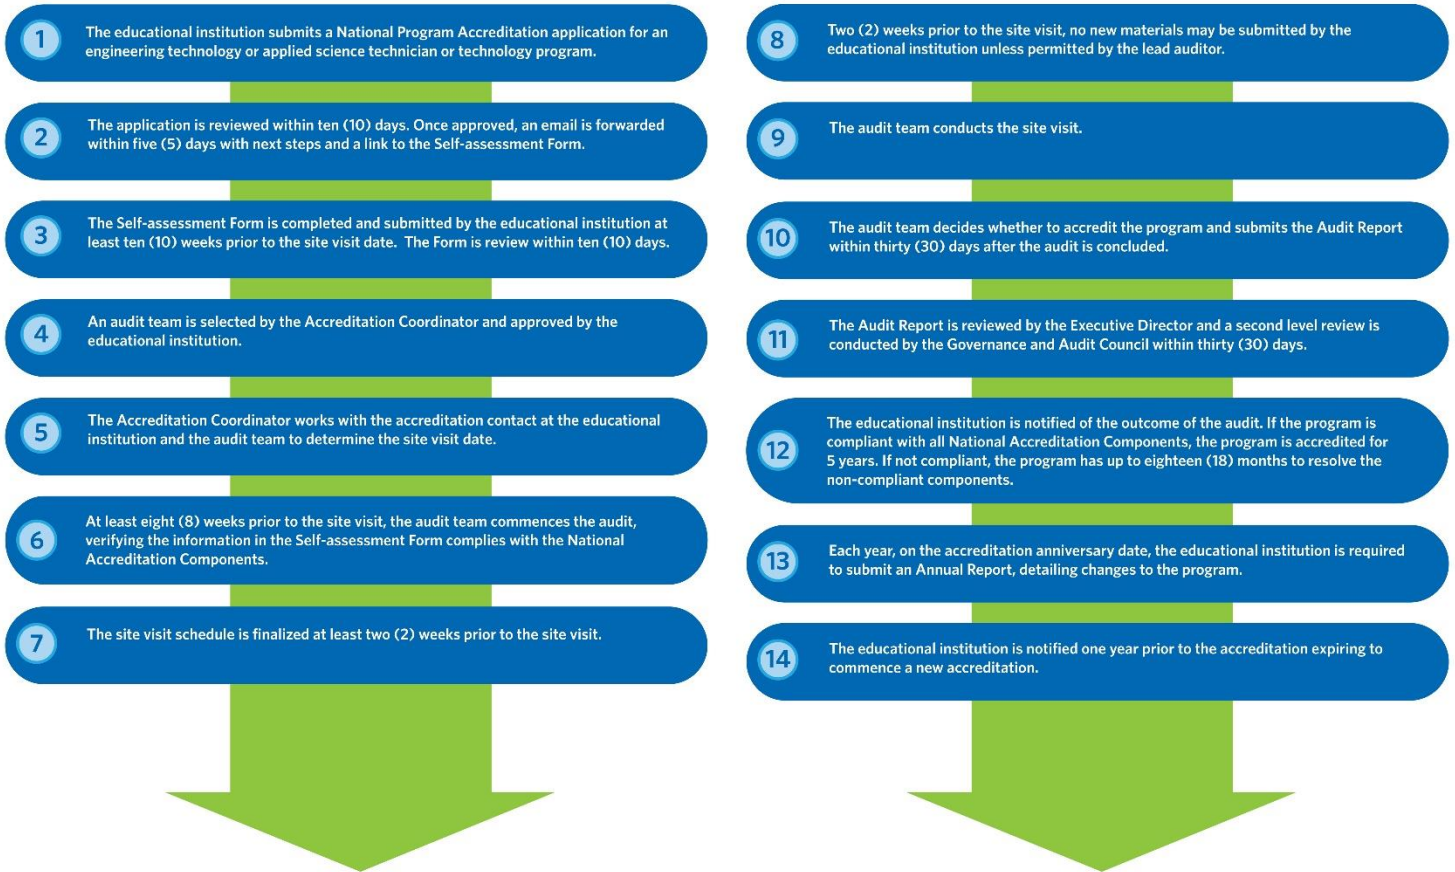 1
The educational institution submits a National Program Accreditation application for an
engineering technology or applied science technician or technology program.
2
The application is reviewed within ten (10) days. Once approved, an email is forwarded
within five (5) days with next steps and a link to the Self-assessment Form.
3
The Self-assessment Form is completed and submitted by the educational institution at
least ten (10) weeks prior to the site visit date.  The Form is review within ten (10) days.
4
An audit team is selected by the Accreditation Coordinator and approved by the
educational institution.
5
The Accreditation Coordinator works with the accreditation contact at the educational
institution and the audit team to determine the site visit date.
6
At least eight (8) weeks prior to the site visit, the audit team commences the audit,
verifying the information in the Self-assessment Form complies with the National
Accreditation Components.
7
The site visit schedule is finalized at least two (2) weeks prior to the site visit.
8
Two (2) weeks prior to the site visit, no new materials may be submitted by the
educational institution unless permitted by the lead auditor.
9
The audit team conducts the site visit.
10
The audit team decides whether to accredit the program and submits the Audit Report
within thirty (30) days after the audit is concluded.
11
The Audit Report is reviewed by the Executive Director and a second level review is
conducted by the Governance and Audit Council within thirty (30) days.
12
The educational institution is notified of the outcome of the audit. If the program is
compliant with all National Accreditation Components, the program is accredited for
5 years. If not compliant, the program has up to eighteen (18) months to resolve the
non-compliant components.
13
Each year, on the accreditation anniversary date, the educational institution is required
to submit an Annual Report, detailing changes to the program.
14
The educational institution is notified one year prior to the accreditation expiring to
commence a new accreditation.